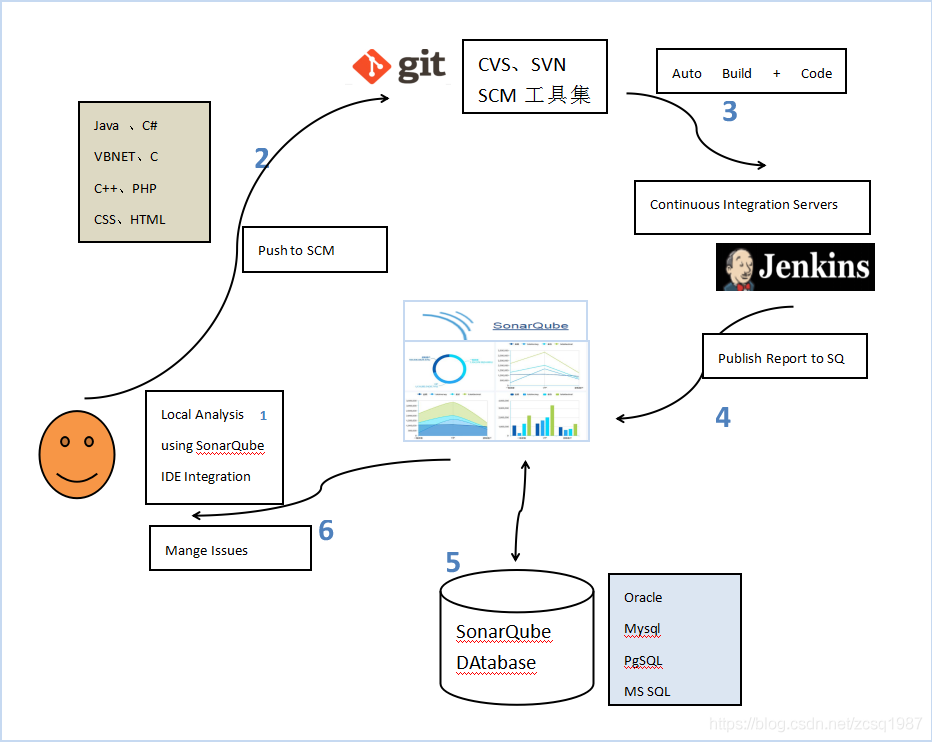 git
CVS、SVN
SCM 工具集
Auto Build + Code
3
Java 、C#
VBNET、C
C++、PHP
CSS、HTML
2
Push to SCM
Continuous Integration Servers
Jenkins
SonarQube
Publish Report to SQ
4
Local Analysis 1
using SonarQube
IDE Integration
6
Mange Issues
5
SonarQube
DAtabase
Oracle
Mysql
PgSQL
MS SQL
https://blog.csdn.net/zcsq1987